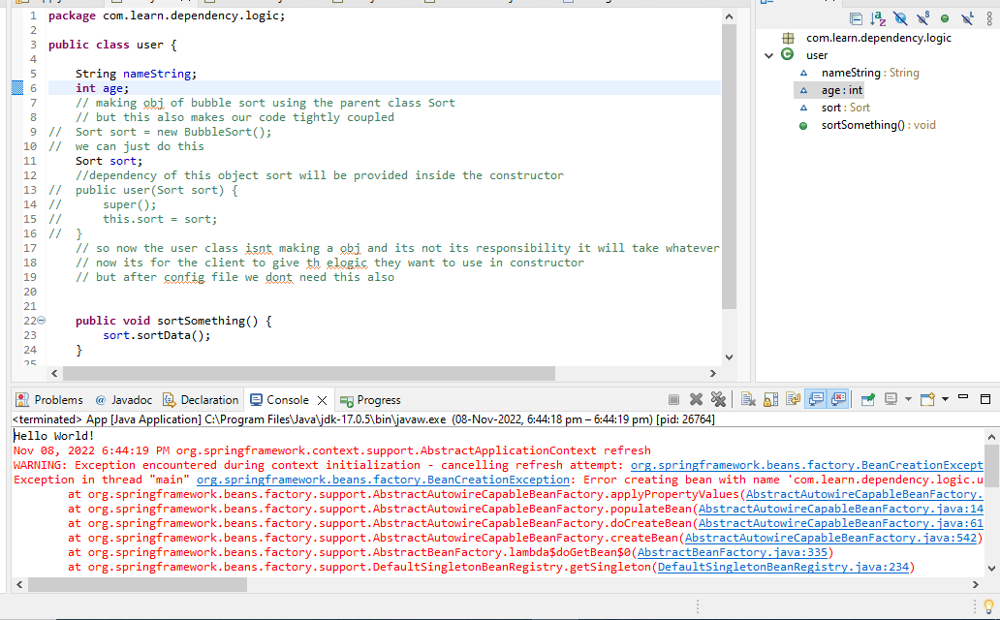 1 package com.learn.dependency.logic;
2
3 public class user {
4
5 String nameString;
6 int age;
7 // making obj of bubble sort using the parent class Sort
8 // but this also makes our code tightly coupled
9 // Sort sort = new BubbleSort();
10 // we can just do this
11 Sort sort;
12 //dependency of this object sort will be provided inside the constructor
13 // public user(Sort sort) {
14 // super();
15 // this.sort = sort;
16 // }
17 // so now the user class isnt making a obj and its not its responsibility it will take whatever
18 // now its for the client to give th elogic they want to use in constructor
19 // but after config file we dont need this also
20
21
22 public void sortSomething() {
23 sort.sortData();
24 }
25
com.learn.dependency.logic
user
nameString : String
age : int
sort : Sort
sortSomething() : void
Problems @ Javadoc Declaration Console Progress
<terminated> App [Java Application] C:\Program Files\Java\jdk-17.0.5\bin\javaw.exe (08-Nov-2022, 6:44:18 pm – 6:44:19 pm) [pid: 26764]
Hello World!
Nov 08, 2022 6:44:19 PM org.springframework.context.support.AbstractApplicationContext refresh
WARNING: Exception encountered during context initialization - cancelling refresh attempt: org.springframework.beans.factory.BeanCreationExcept
Exception in thread "main" org.springframework.beans.factory.BeanCreationException: Error creating bean with name 'com.learn.dependency.logic.u
at org.springframework.beans.factory.support.AbstractAutowireCapableBeanFactory.applyPropertyValues(AbstractAutowireCapableBeanFactory.
at org.springframework.beans.factory.support.AbstractAutowireCapableBeanFactory.populateBean(AbstractAutowireCapableBeanFactory.java:14
at org.springframework.beans.factory.support.AbstractAutowireCapableBeanFactory.doCreateBean(AbstractAutowireCapableBeanFactory.java:61
at org.springframework.beans.factory.support.AbstractAutowireCapableBeanFactory.createBean(AbstractAutowireCapableBeanFactory.java:542)
at org.springframework.beans.factory.support.AbstractBeanFactory.lambda$doGetBean$0(AbstractBeanFactory.java:335)
at org.springframework.beans.factory.support.DefaultSingletonBeanRegistry.getSingleton(DefaultSingletonBeanRegistry.java:234)